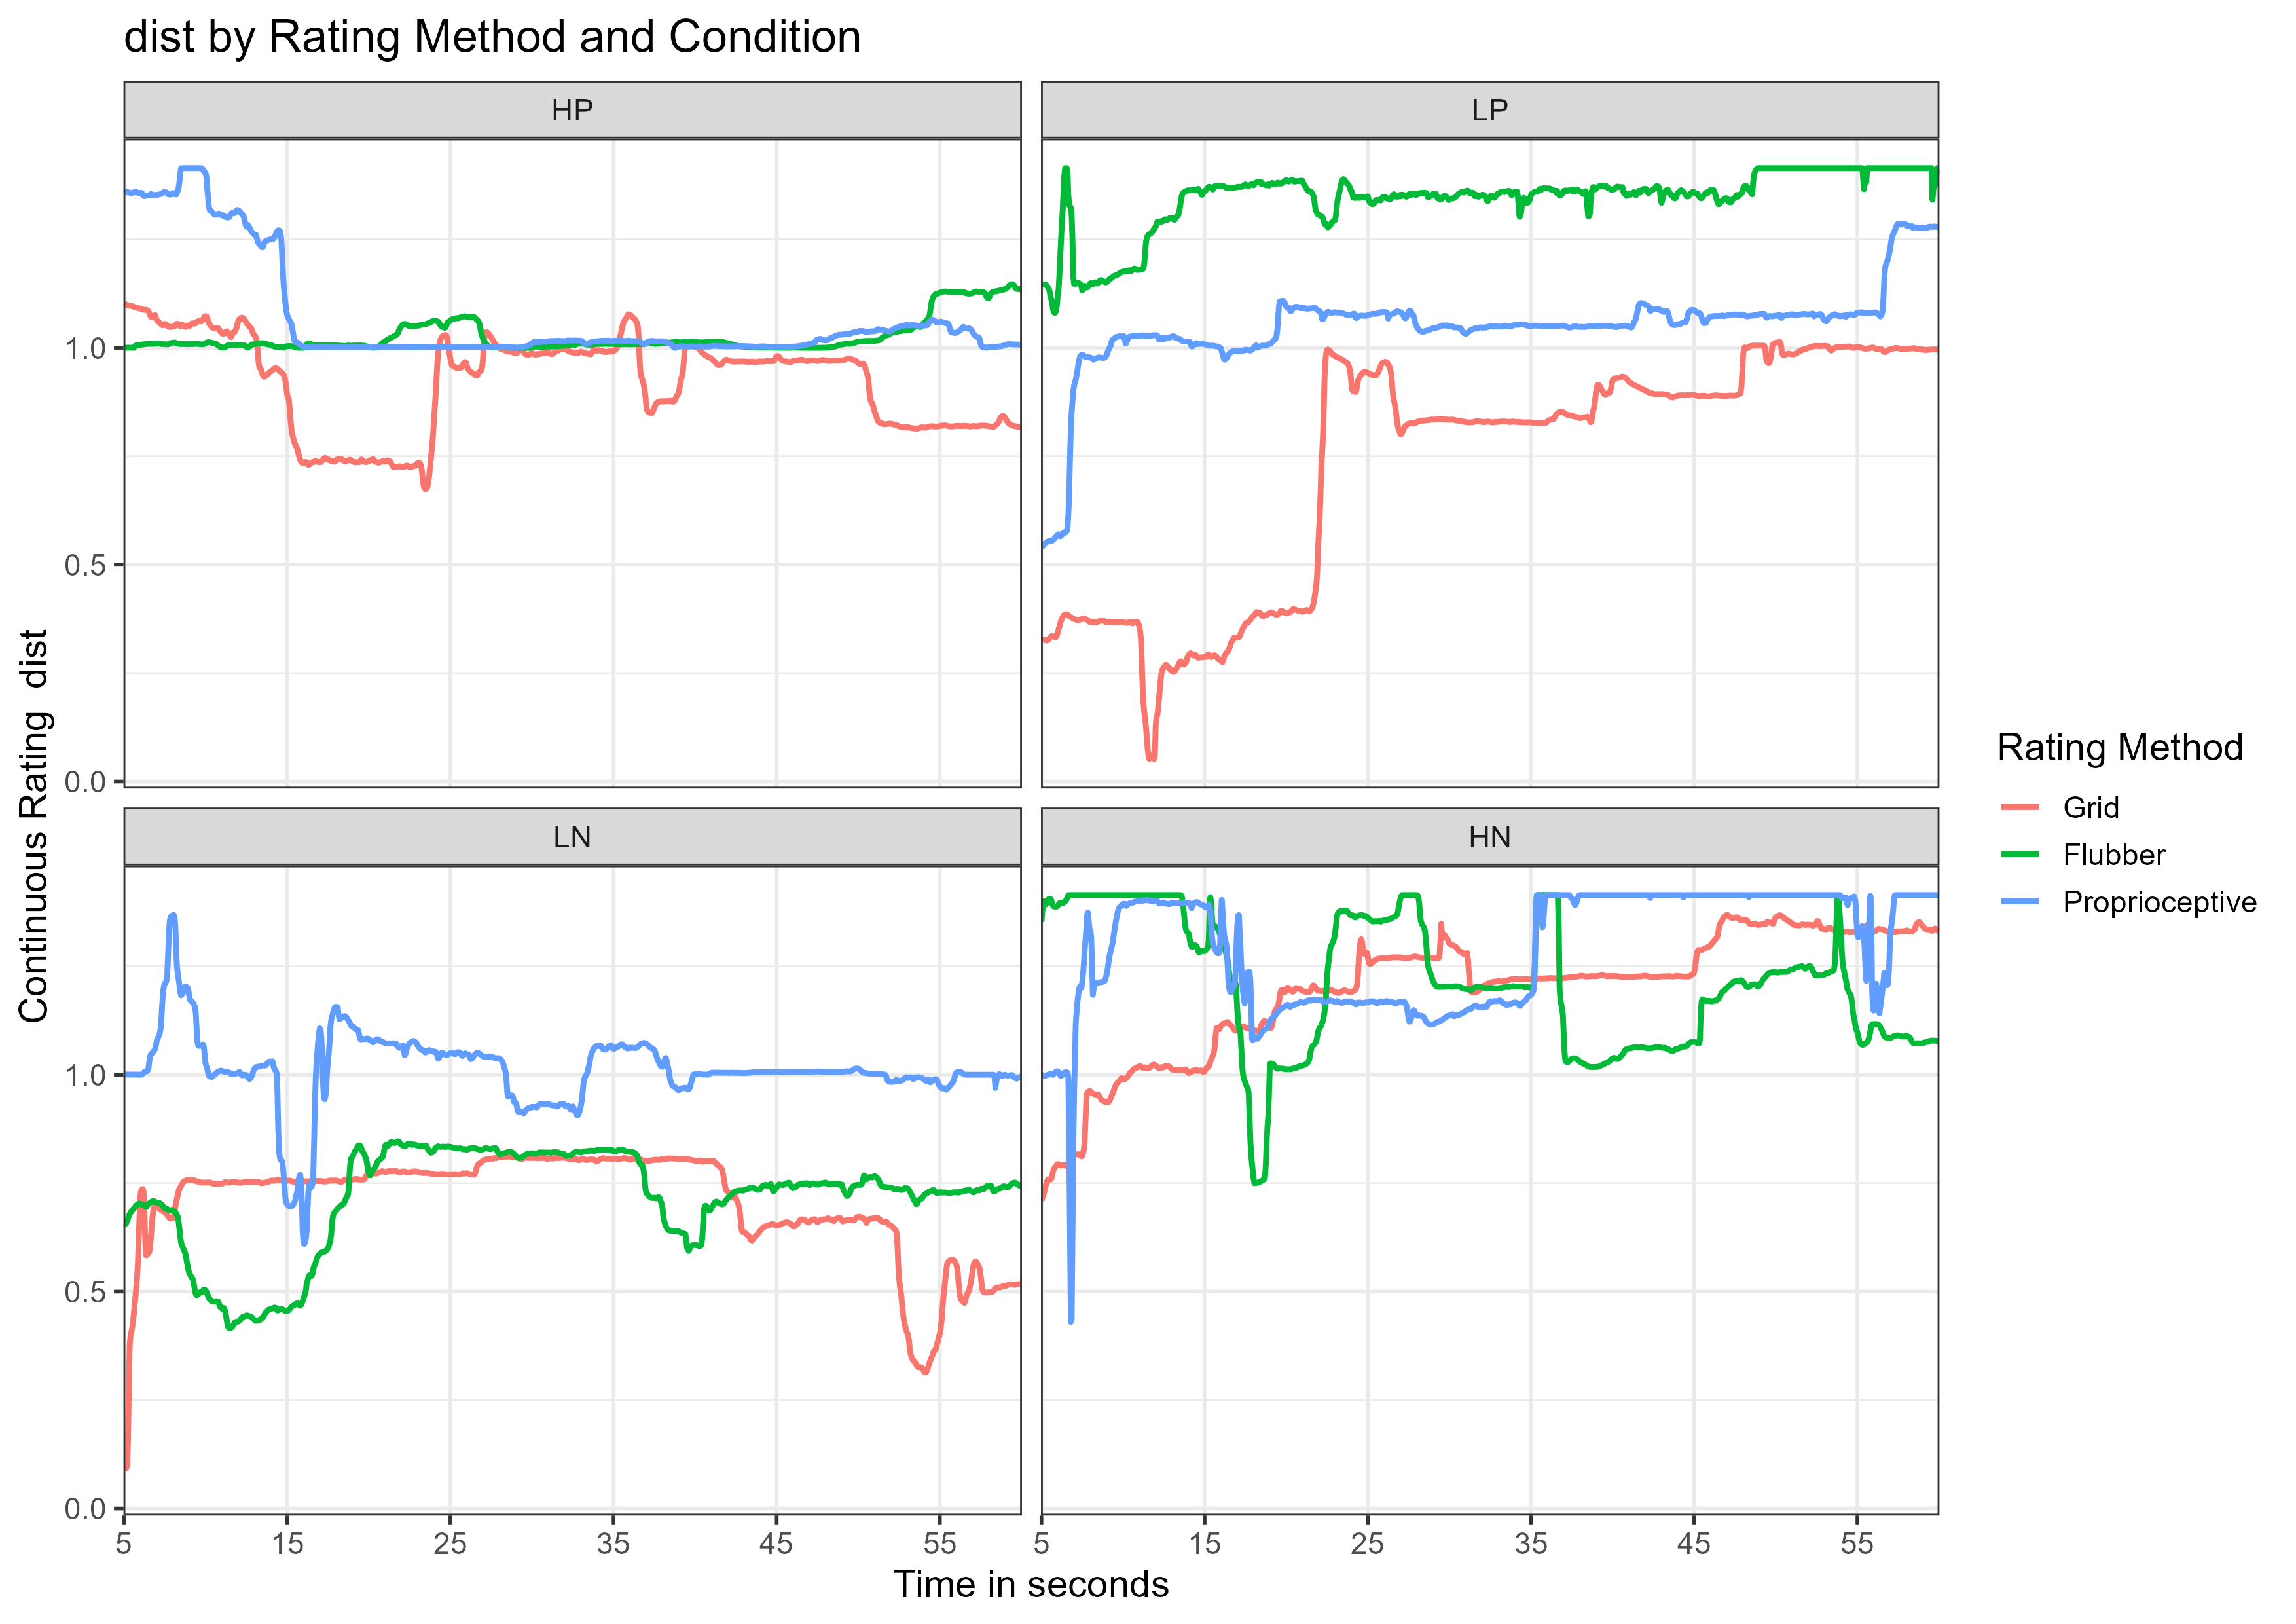 dist by Rating Method and Condition
HP
LP
1.0
0.5
0.0
LN
HN
1.0
0.5
0.0
5 15 25 35 45 55
5 15 25 35 45 55
Time in seconds
Continuous Rating dist
Rating Method
Grid
Flubber
Proprioceptive